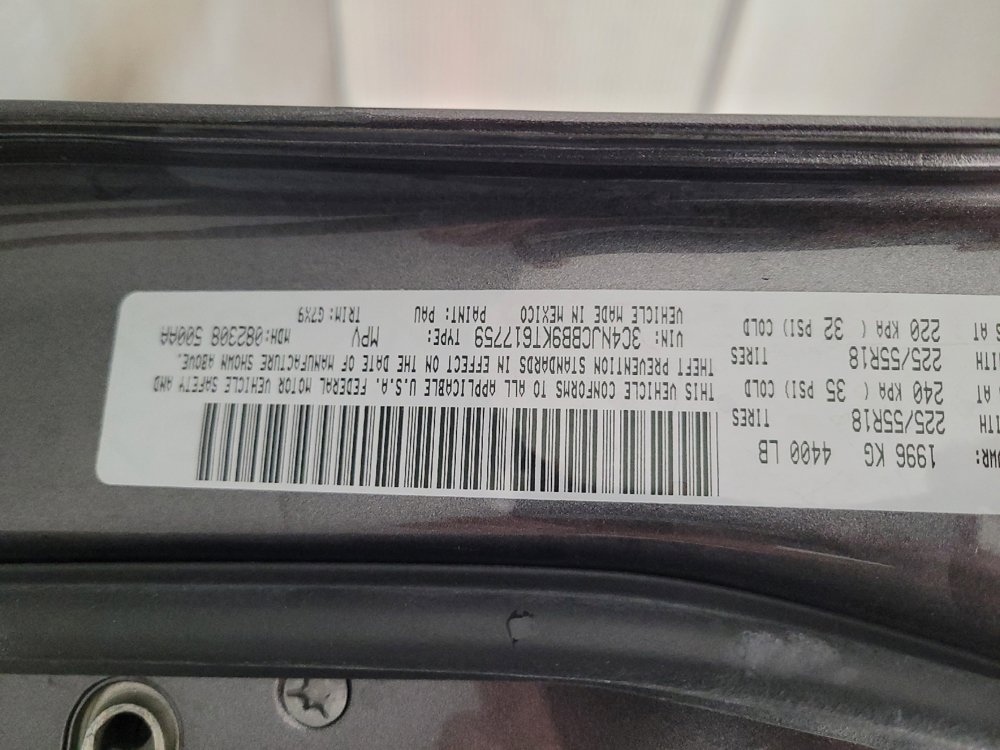 1996 KG 4400 LB
225/55R18 TIRES
AT 240 KPA ( 35 PSI) COLD
225/55R18 TIRES
AT 220 KPA ( 32 PSI) COLD
THIS VEHICLE CONFORMS TO ALL APPLICABLE U.S.A. FEDERAL MOTOR VEHICLE SAFETY AND
THEFT PREVENTION STANDARDS IN EFFECT ON THE DATE OF MANUFACTURE SHOWN ABOVE.
VIN: 3C4NJCBB9KT617759 TYPE: MPV MDH:082308 500AA
VEHICLE MADE IN MEXICO PAINT: PAU TRIM: G7X9